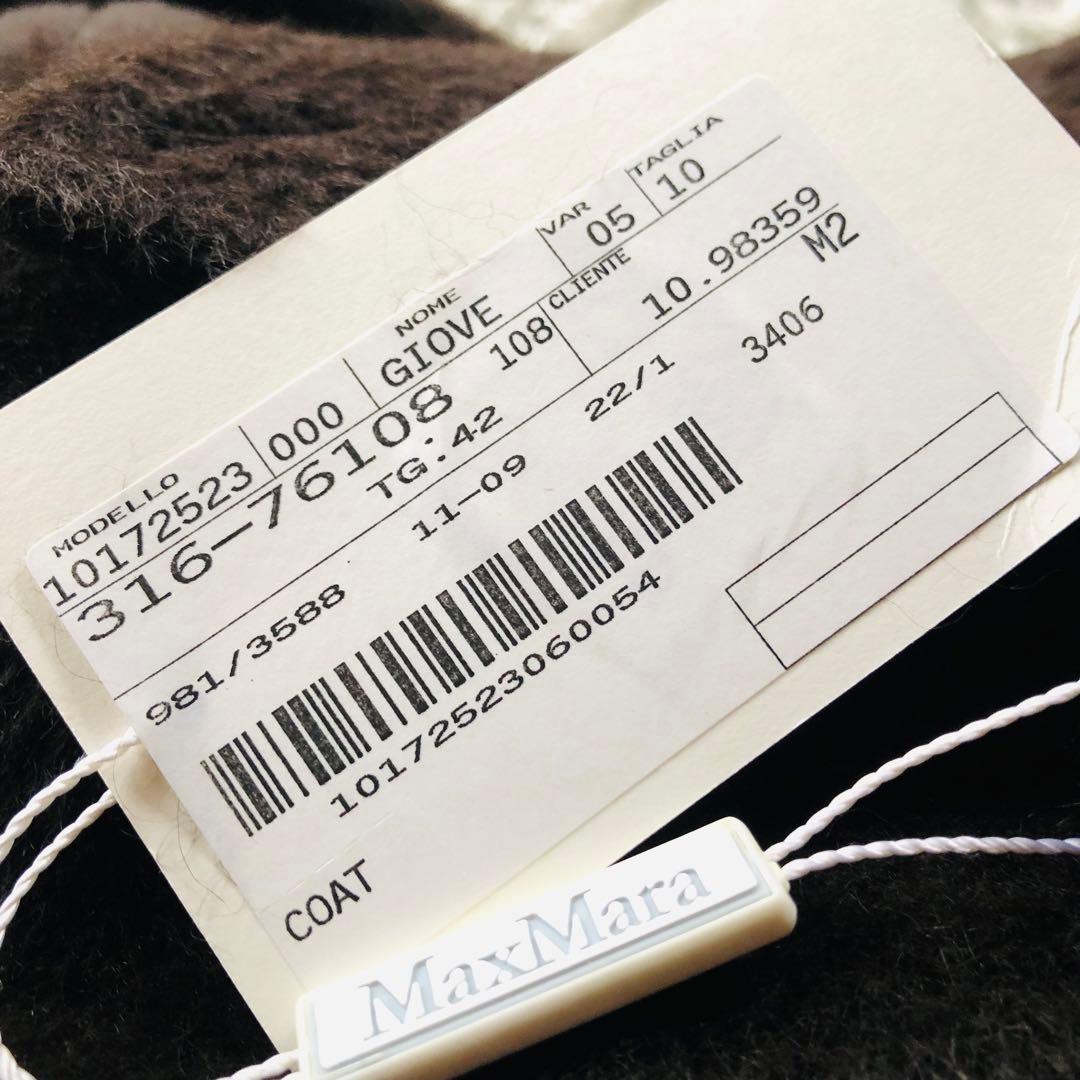 MODELLO NOME VAR TAGLIA
10172523 000 GIOVE 05 10
316-76108 108 CLIENTE 10.98359
TG.42 M2
981/3588 11-09 22/1 3406
10172523060054
COAT
MaxMara